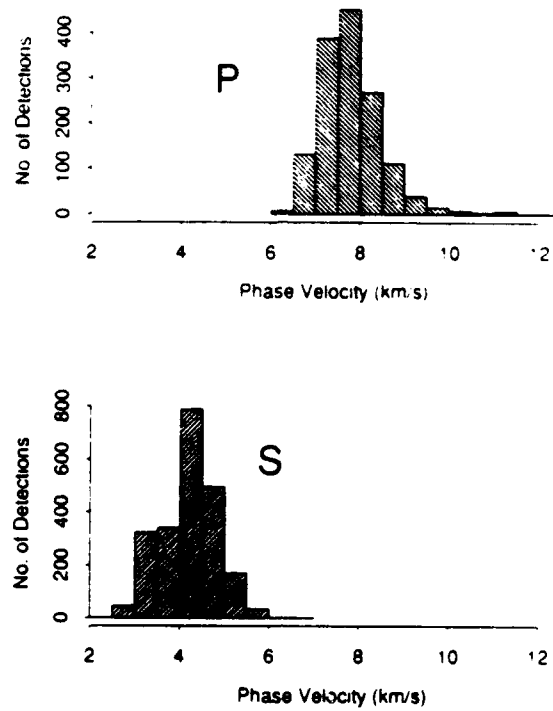 400
300
200
100
0
No. of Detections
P
2 4 6 8 10 12
Phase Velocity (km/s)
800
600
400
200
0
No. of Detections
S
2 4 6 8 10 12
Phase Velocity (km/s)